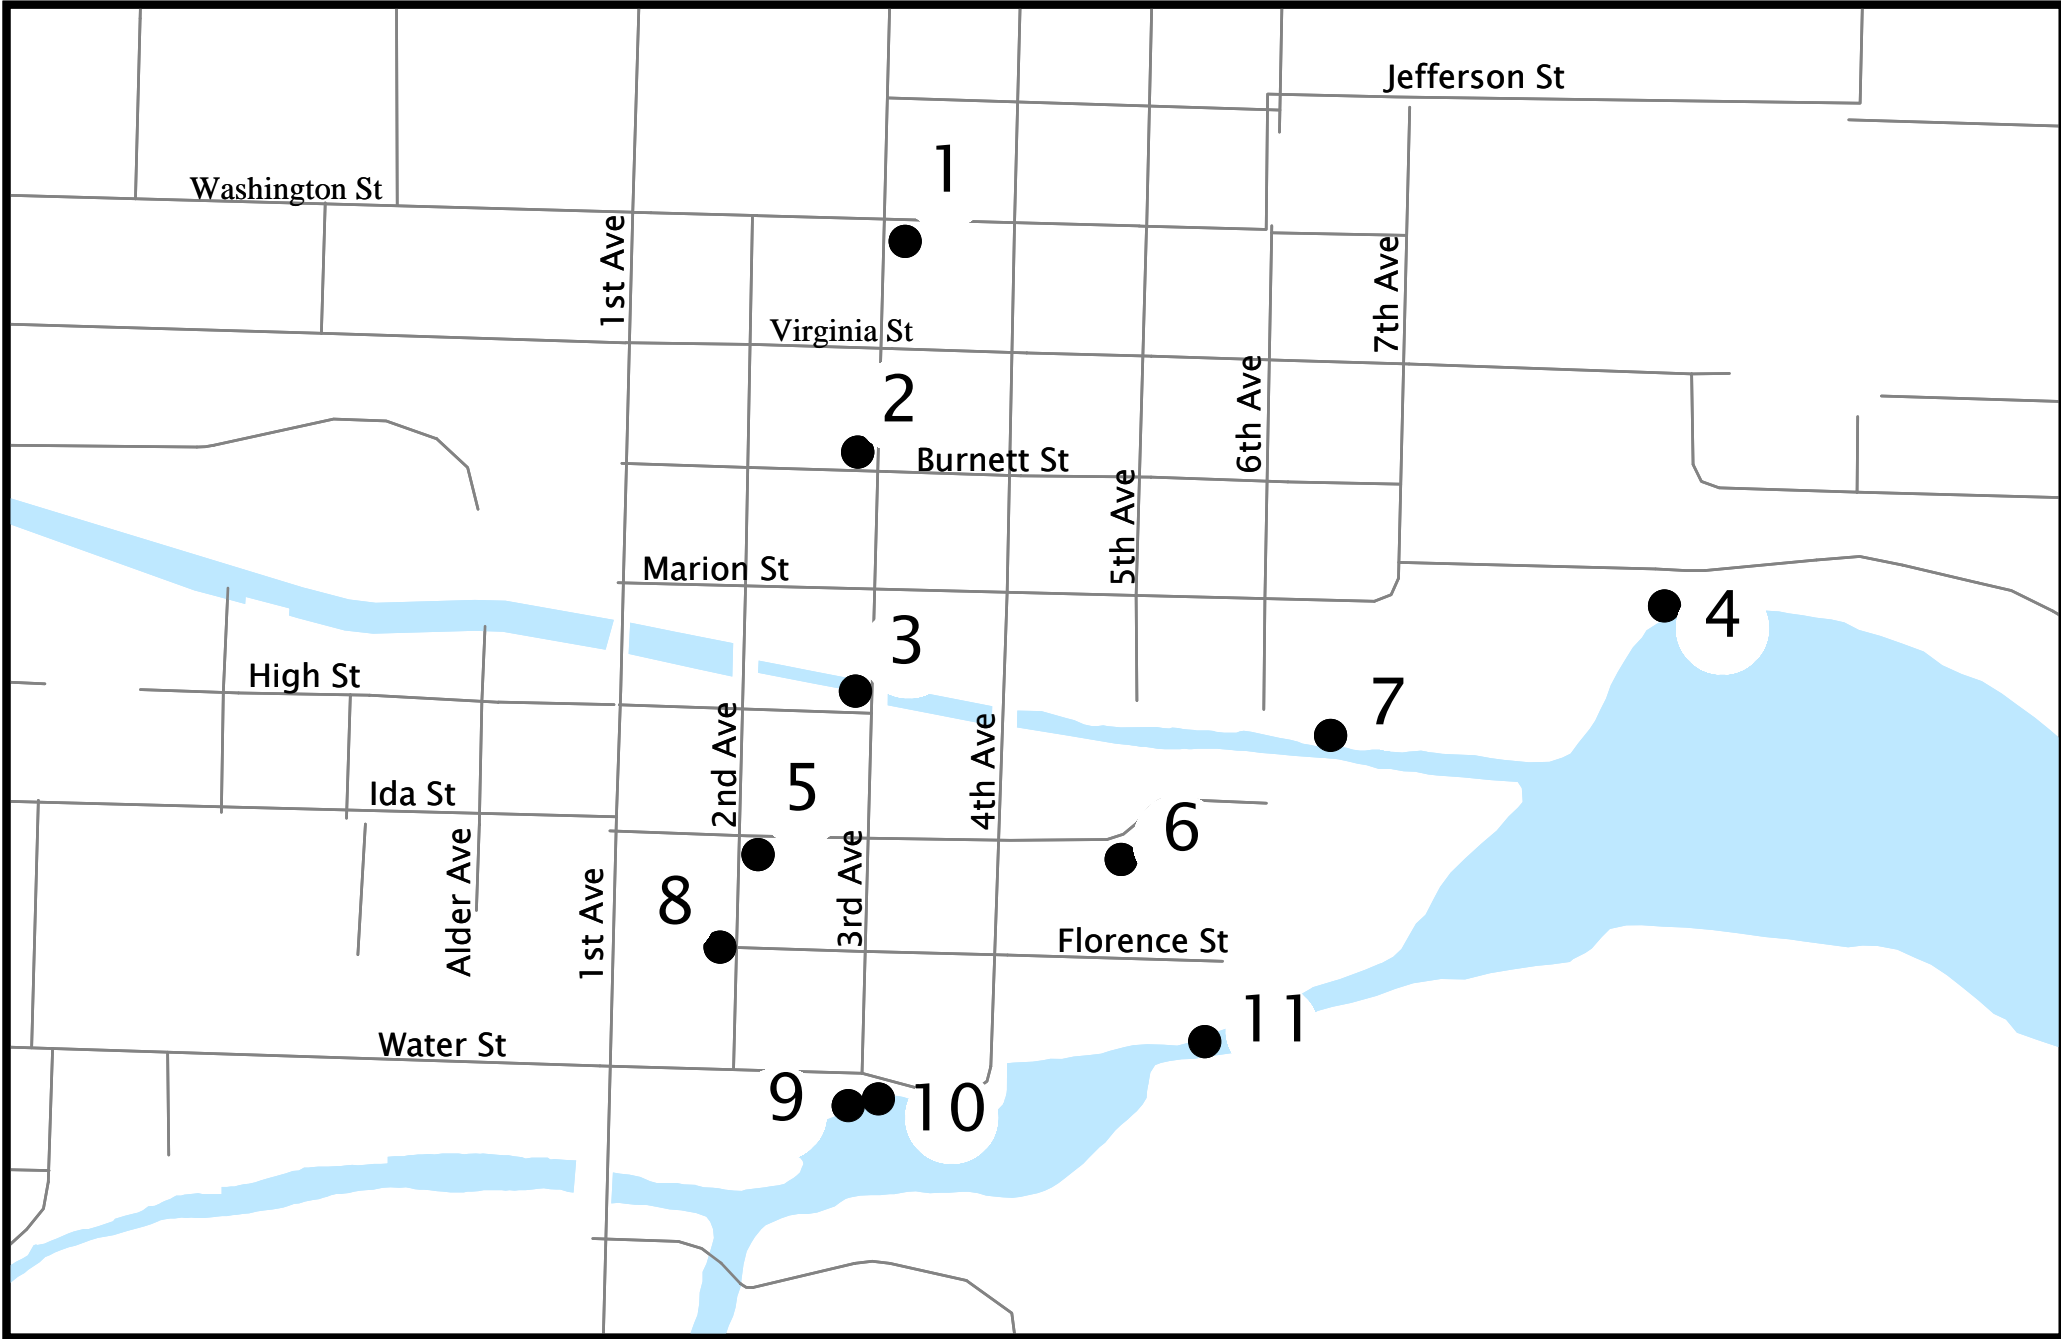 Jefferson St
1
Washington St
1st Ave
7th Ave
Virginia St
2
6th Ave
Burnett St
5th Ave
Marion St
3
4
High St
7
2nd Ave
4th Ave
5
Ida St
6
3rd Ave
Alder Ave
8
1st Ave
Florence St
11
Water St
9
10